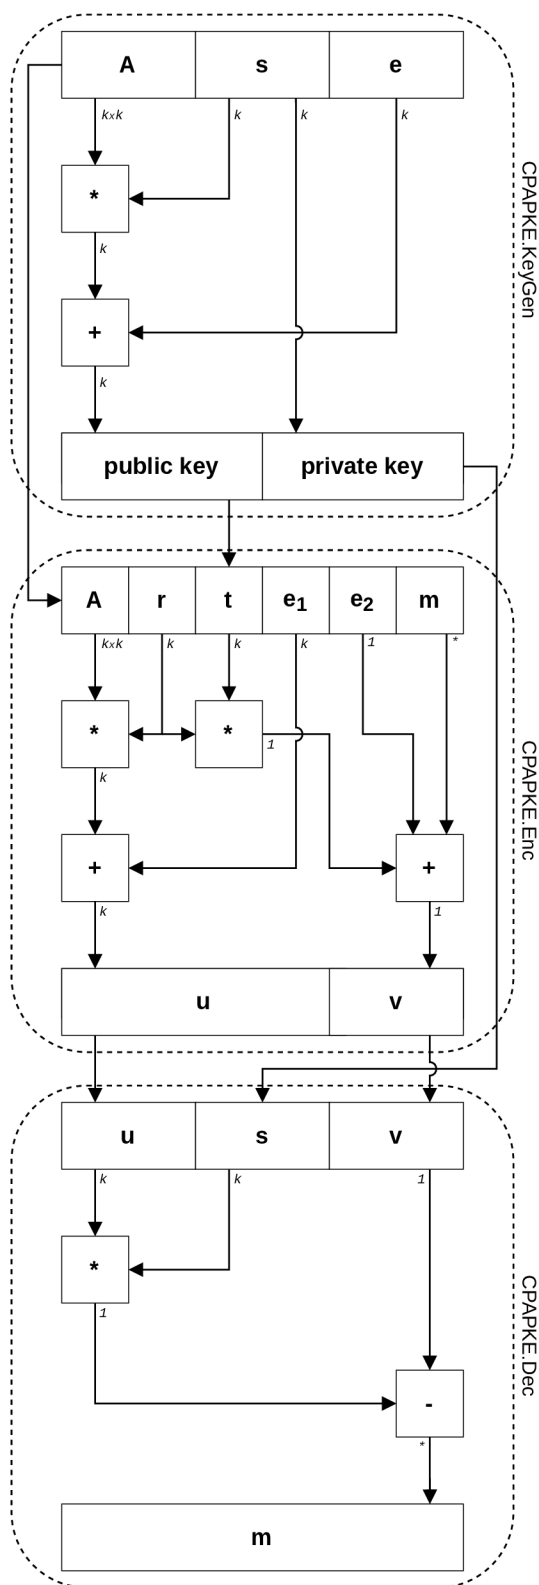 A s e
k×k k k k
*
k
+
k
public key private key
CPAPKE.KeyGen
A r t e1 e2 m
k×k k k k 1 *
* *
k 1
+ +
k 1
u v
CPAPKE.Enc
u s v
k k 1
*
1
-
*
m
CPAPKE.Dec